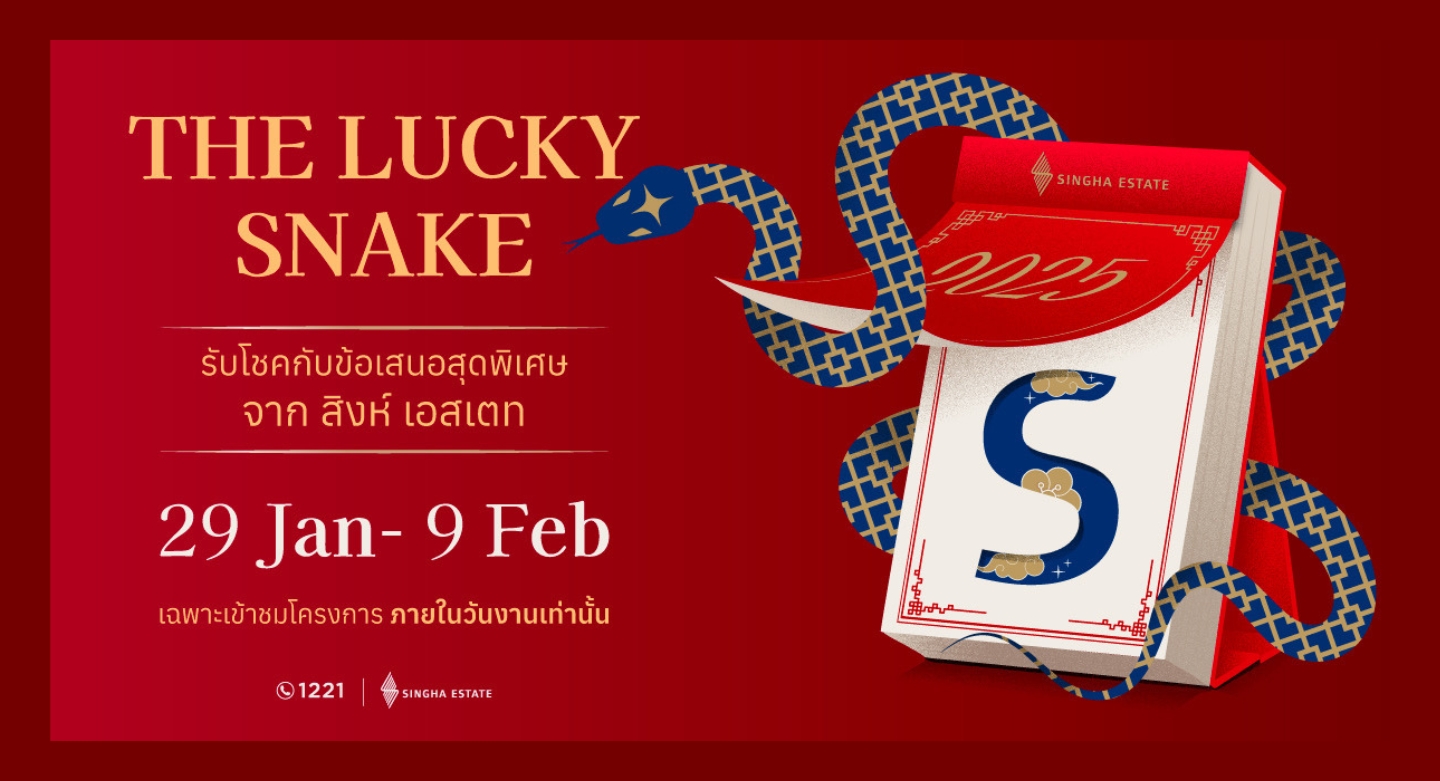 THE LUCKY
SNAKE
รับโชคกับข้อเสนอสุดพิเศษ
จาก สิงห์ เอสเตท
29 Jan- 9 Feb
เฉพาะเข้าชมโครงการ ภายในวันงานเท่านั้น
1221 SINGHA ESTATE
SINGHA ESTATE
2025
S